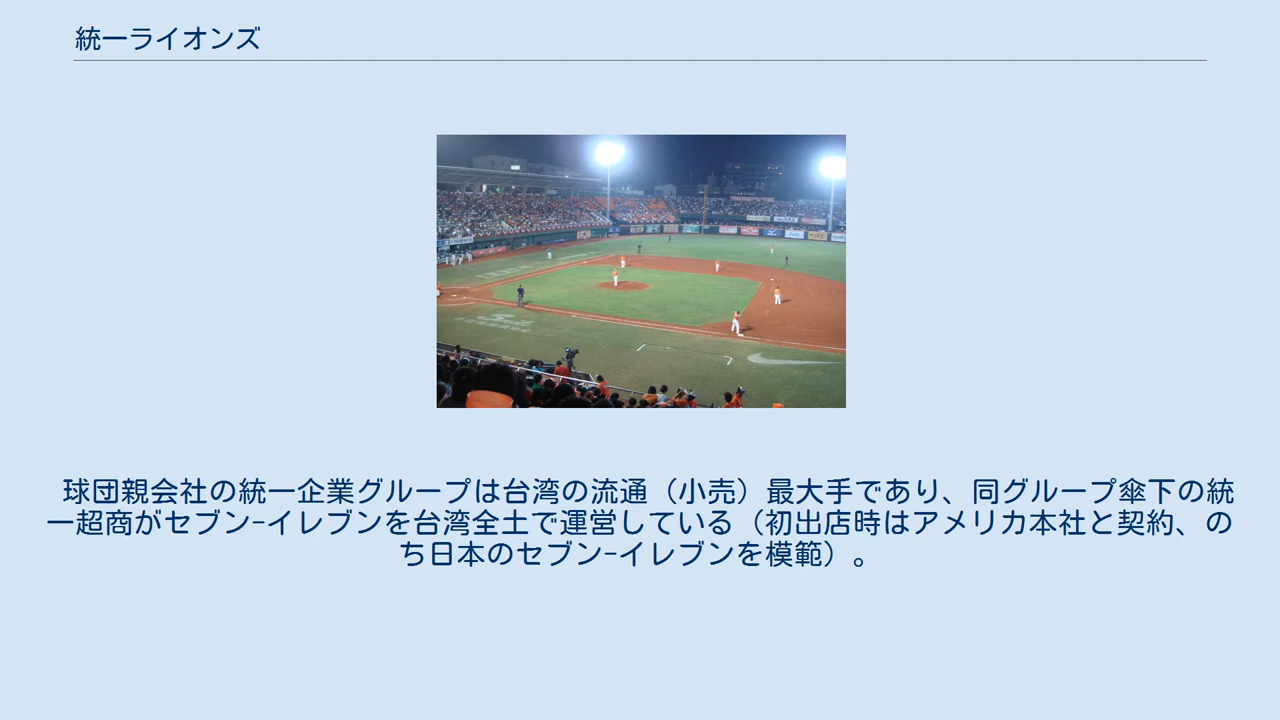 統一ライオンズ
球団親会社の統一企業グループは台湾の流通（小売）最大手であり、同グループ傘下の統
一超商がセブン-イレブンを台湾全土で運営している（初出店時はアメリカ本社と契約、の
ち日本のセブン-イレブンを模範）。